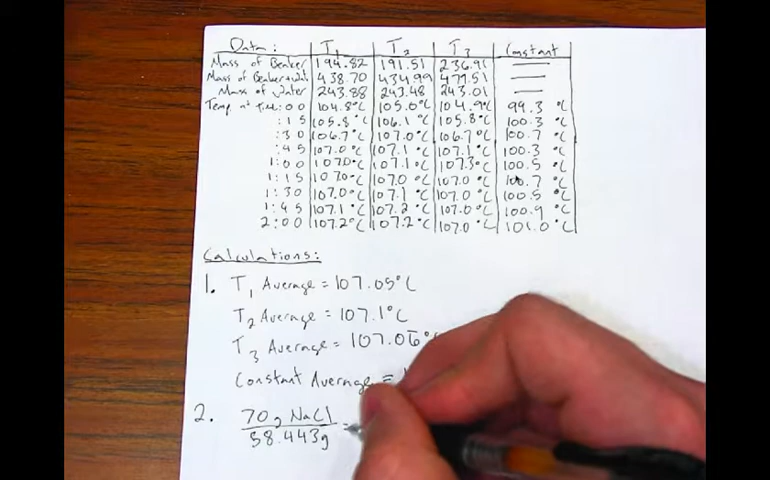 Data: T1 T2 T3 Constant
Mass of Beaker 194.82 191.51 236.91 —
Mass of Beaker & Water 438.70 434.99 479.51 —
Mass of Water 243.88 243.48 243.01 —
Temp at time: 00 104.8°C 105.0°C 104.9°C 99.3 °C
:15 105.8°C 106.1°C 105.8°C 100.3 °C
:30 106.7°C 107.0°C 106.7°C 100.7 °C
:45 107.0°C 107.1°C 107.1°C 100.3 °C
1:00 107.0°C 107.1°C 107.3°C 100.5 °C
1:15 107.0°C 107.0°C 107.0°C 100.7 °C
1:30 107.0°C 107.1°C 107.0°C 100.5 °C
1:45 107.1°C 107.2°C 107.0°C 100.9 °C
2:00 107.2°C 107.2°C 107.0°C 101.0 °C
Calculations:
1. T1 Average = 107.05°C
T2 Average = 107.1°C
T3 Average = 107.06°
Constant Average =
2. 70g NaCl
58.443g =